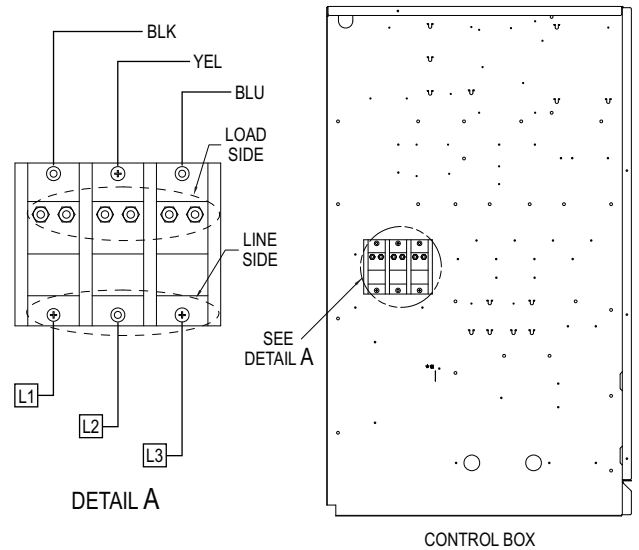 BLK
YEL
BLU
LOAD
SIDE
LINE
SIDE
L1
L2
L3
DETAIL A
SEE
DETAIL A
CONTROL BOX